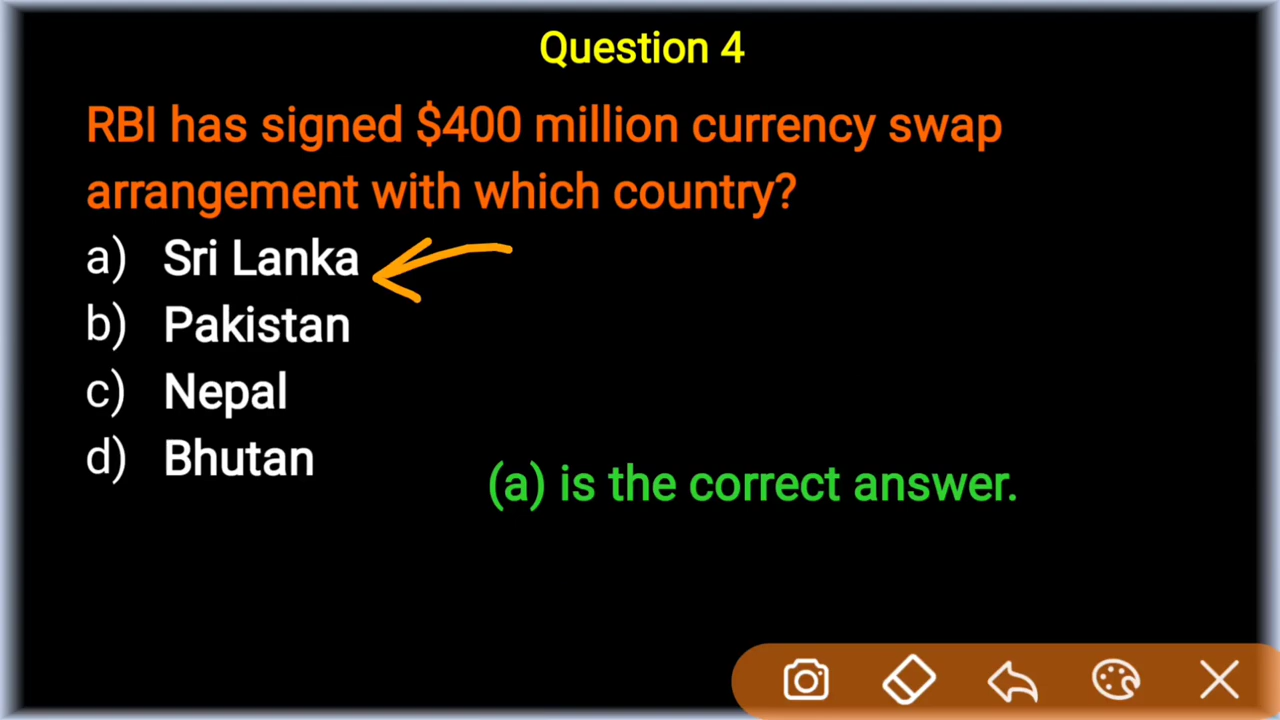 Question 4
RBI has signed $400 million currency swap
arrangement with which country?
a) Sri Lanka
b) Pakistan
c) Nepal
d) Bhutan
(a) is the correct answer.